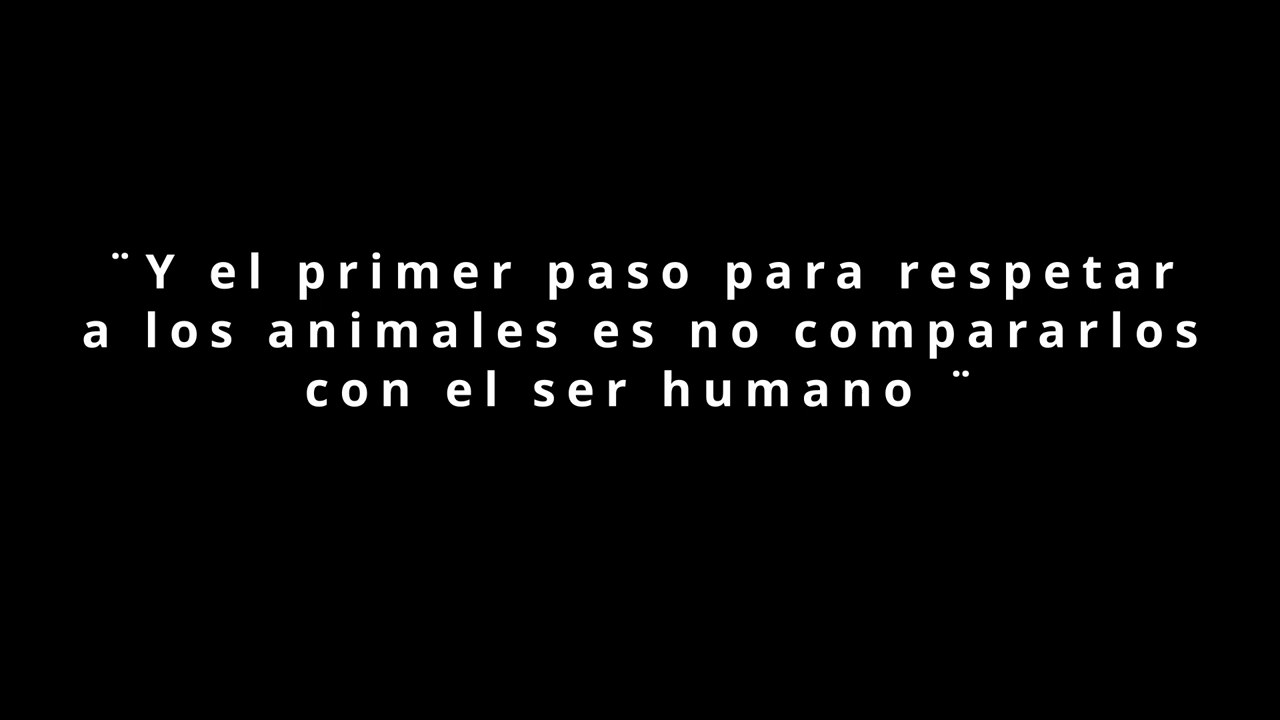 ¨Y el primer paso para respetar
a los animales es no compararlos
con el ser humano ¨